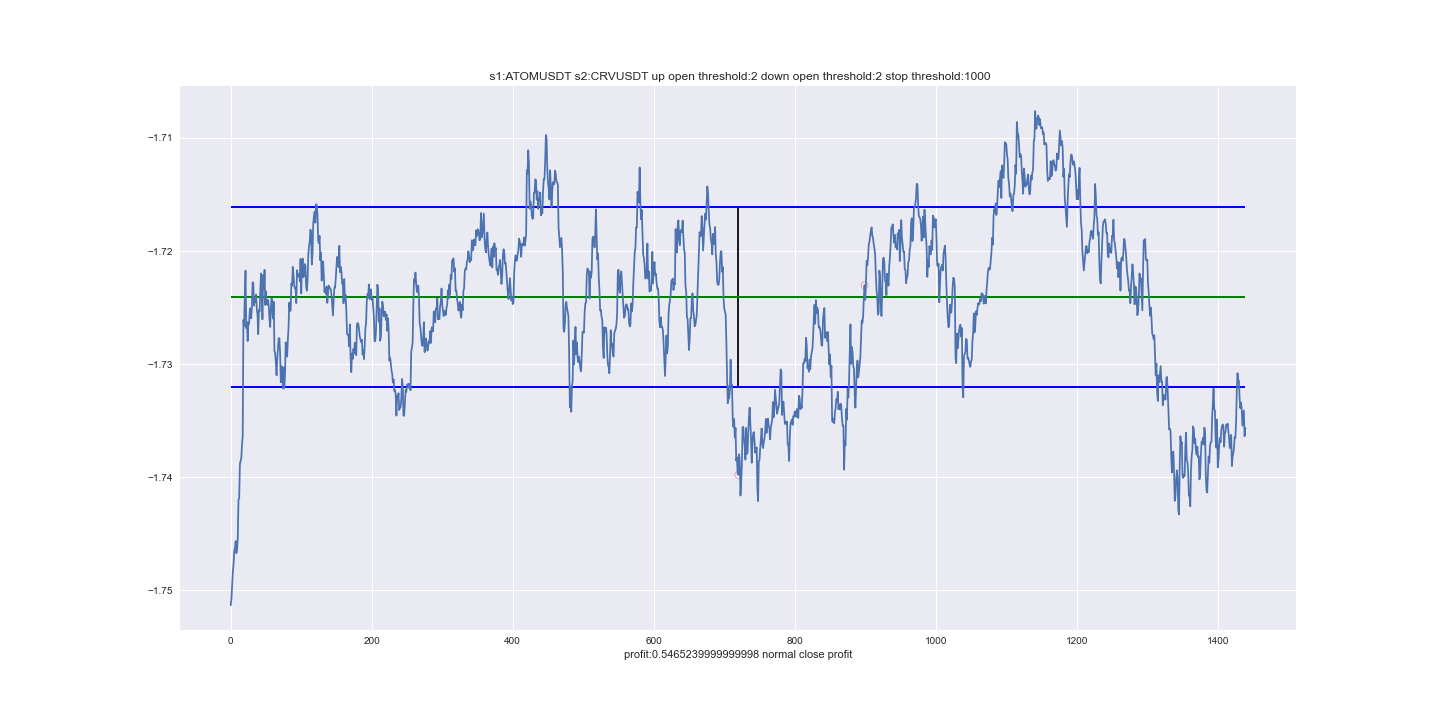 s1:ATOMUSDT s2:CRVUSDT up open threshold:2 down open threshold:2 stop threshold:1000
−1.71
−1.72
−1.73
−1.74
−1.75
0 200 400 600 800 1000 1200 1400
profit:0.5465239999999998 normal close profit